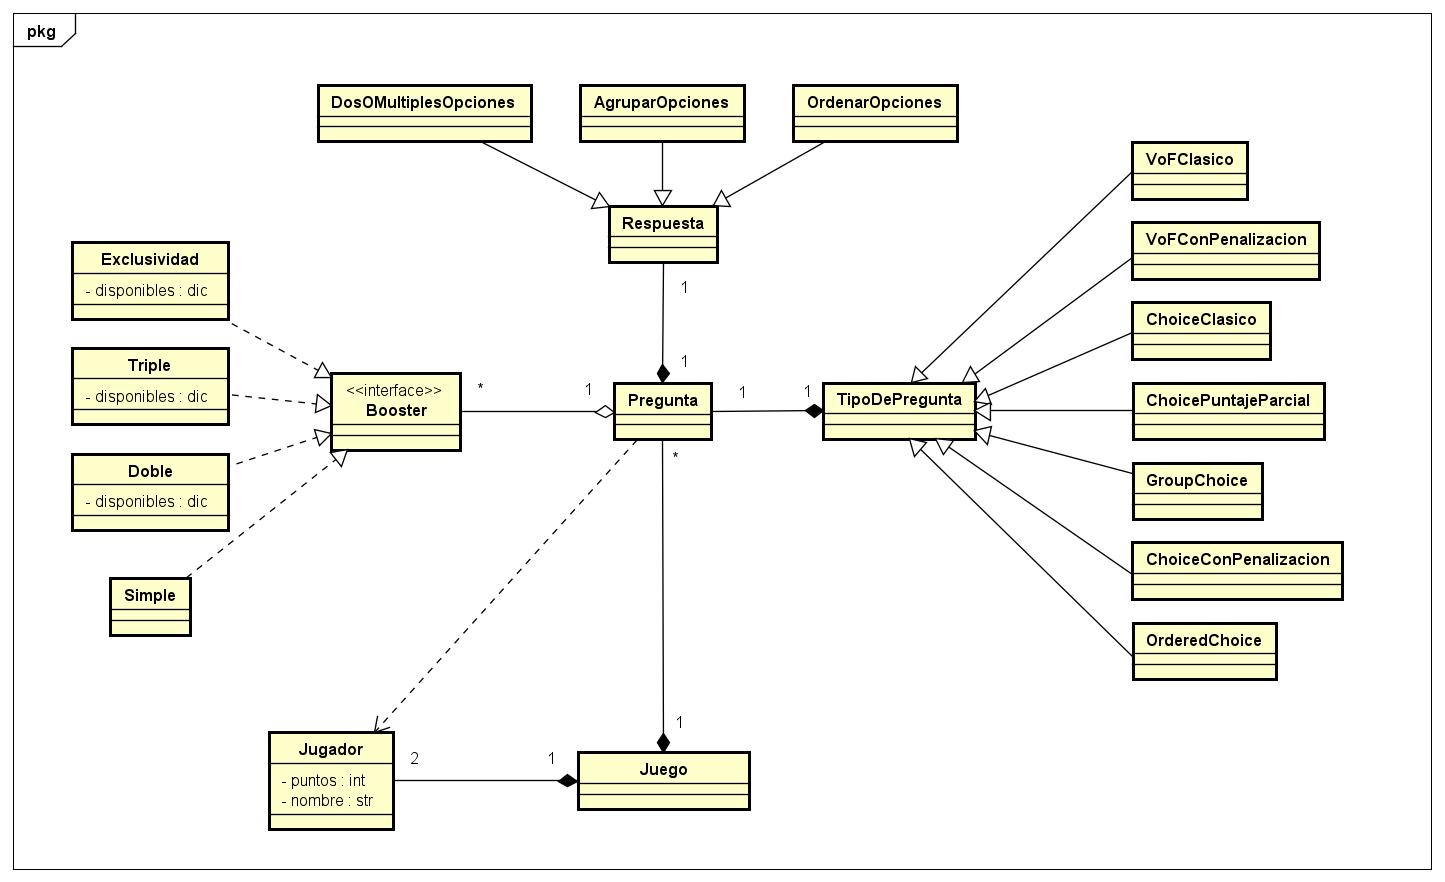 pkg
DosOMultiplesOpciones
AgruparOpciones
OrdenarOpciones
VoFClasico
Respuesta
VoFConPenalizacion
Exclusividad
- disponibles : dic
1
ChoiceClasico
Triple
- disponibles : dic
1
<<interface>>
Booster
*
1
Pregunta
1
1
TipoDePregunta
ChoicePuntajeParcial
Doble
- disponibles : dic
*
GroupChoice
ChoiceConPenalizacion
Simple
OrderedChoice
1
Jugador
- puntos : int
- nombre : str
2
1
Juego